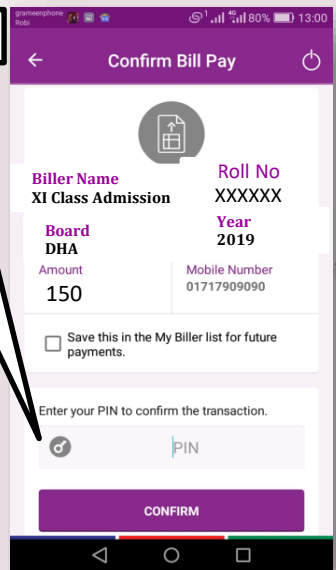 grameenphone
Robi
1 4G 80% 13:00
Confirm Bill Pay
Biller Name
XI Class Admission
Roll No
XXXXXX
Board
DHA
Year
2019
Amount
150
Mobile Number
01717909090
Save this in the My Biller list for future
payments.
Enter your PIN to confirm the transaction.
PIN
CONFIRM